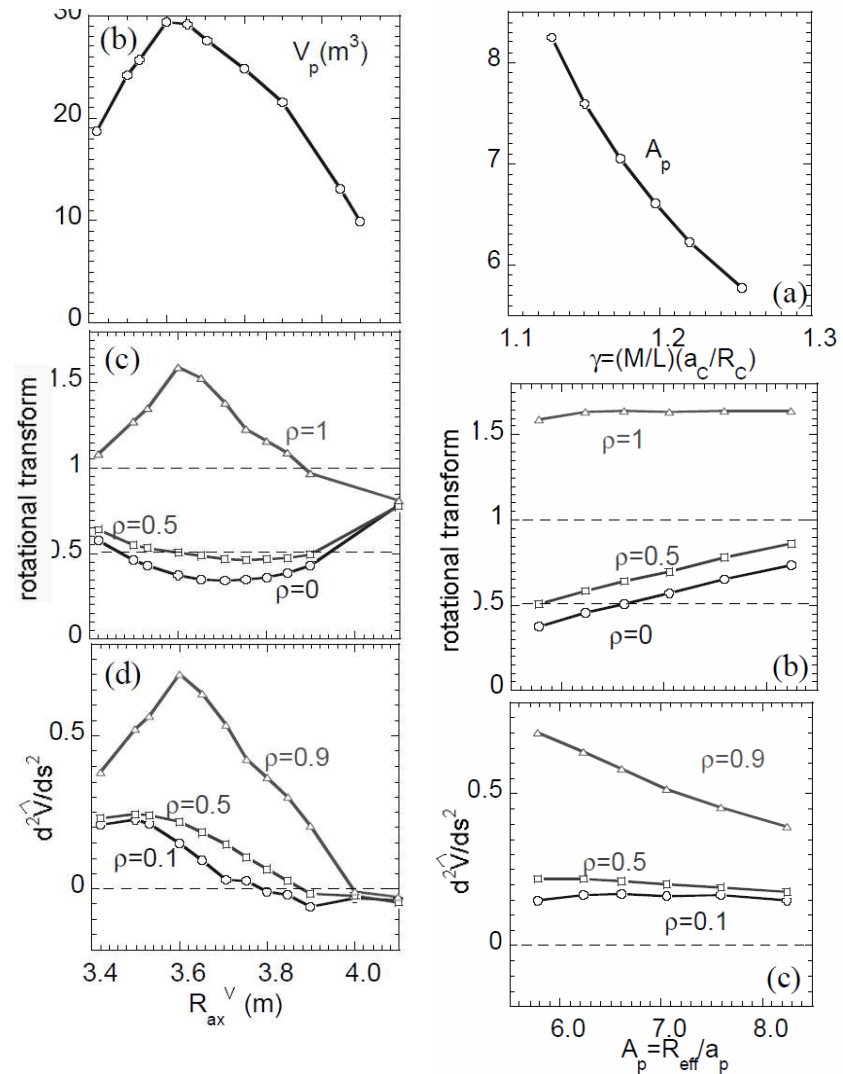 (b)
V_p(m^3)
30
20
10
0
(c)
rotational transform
1.5
1
0.5
0
ρ=1
ρ=0.5
ρ=0
(d)
d^2V̂/ds^2
0.5
0
ρ=0.9
ρ=0.5
ρ=0.1
3.4
3.6
3.8
4.0
R_ax^V (m)
8
7
6
A_p
(a)
1.1
1.2
1.3
γ=(M/L)(a_C/R_C)
rotational transform
1.5
1
0.5
0
ρ=1
ρ=0.5
ρ=0
(b)
d^2V̂/ds^2
0.5
0
ρ=0.9
ρ=0.5
ρ=0.1
(c)
6.0
7.0
8.0
A_p=R_eff/a_p